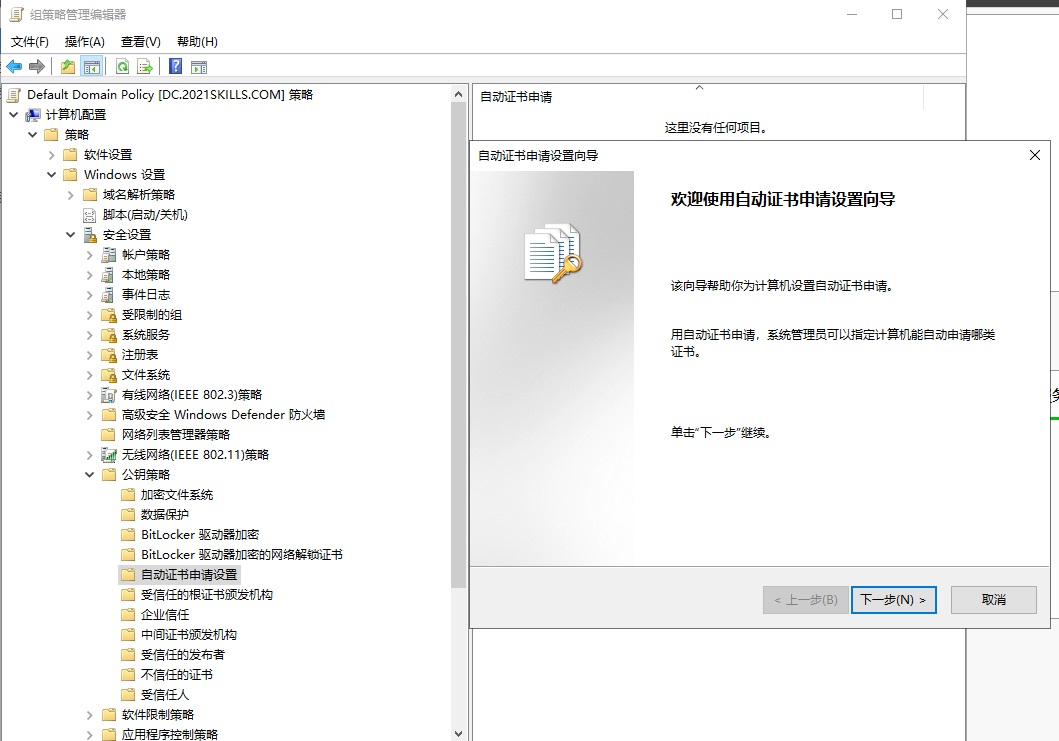 组策略管理编辑器
文件(F) 操作(A) 查看(V) 帮助(H)
Default Domain Policy [DC.2021SKILLS.COM] 策略
计算机配置
策略
软件设置
Windows 设置
域名解析策略
脚本(启动/关机)
安全设置
帐户策略
本地策略
事件日志
受限制的组
系统服务
注册表
文件系统
有线网络(IEEE 802.3)策略
高级安全 Windows Defender 防火墙
网络列表管理器策略
无线网络(IEEE 802.11)策略
公钥策略
加密文件系统
数据保护
BitLocker 驱动器加密
BitLocker 驱动器加密的网络解锁证书
自动证书申请设置
受信任的根证书颁发机构
企业信任
中间证书颁发机构
受信任的发布者
不信任的证书
受信任人
软件限制策略
应用程序控制策略
自动证书申请
这里没有任何项目。
自动证书申请设置向导
欢迎使用自动证书申请设置向导
该向导帮助你为计算机设置自动证书申请。
用自动证书申请，系统管理员可以指定计算机能自动申请哪类
证书。
单击“下一步”继续。
< 上一步(B) 下一步(N) > 取消